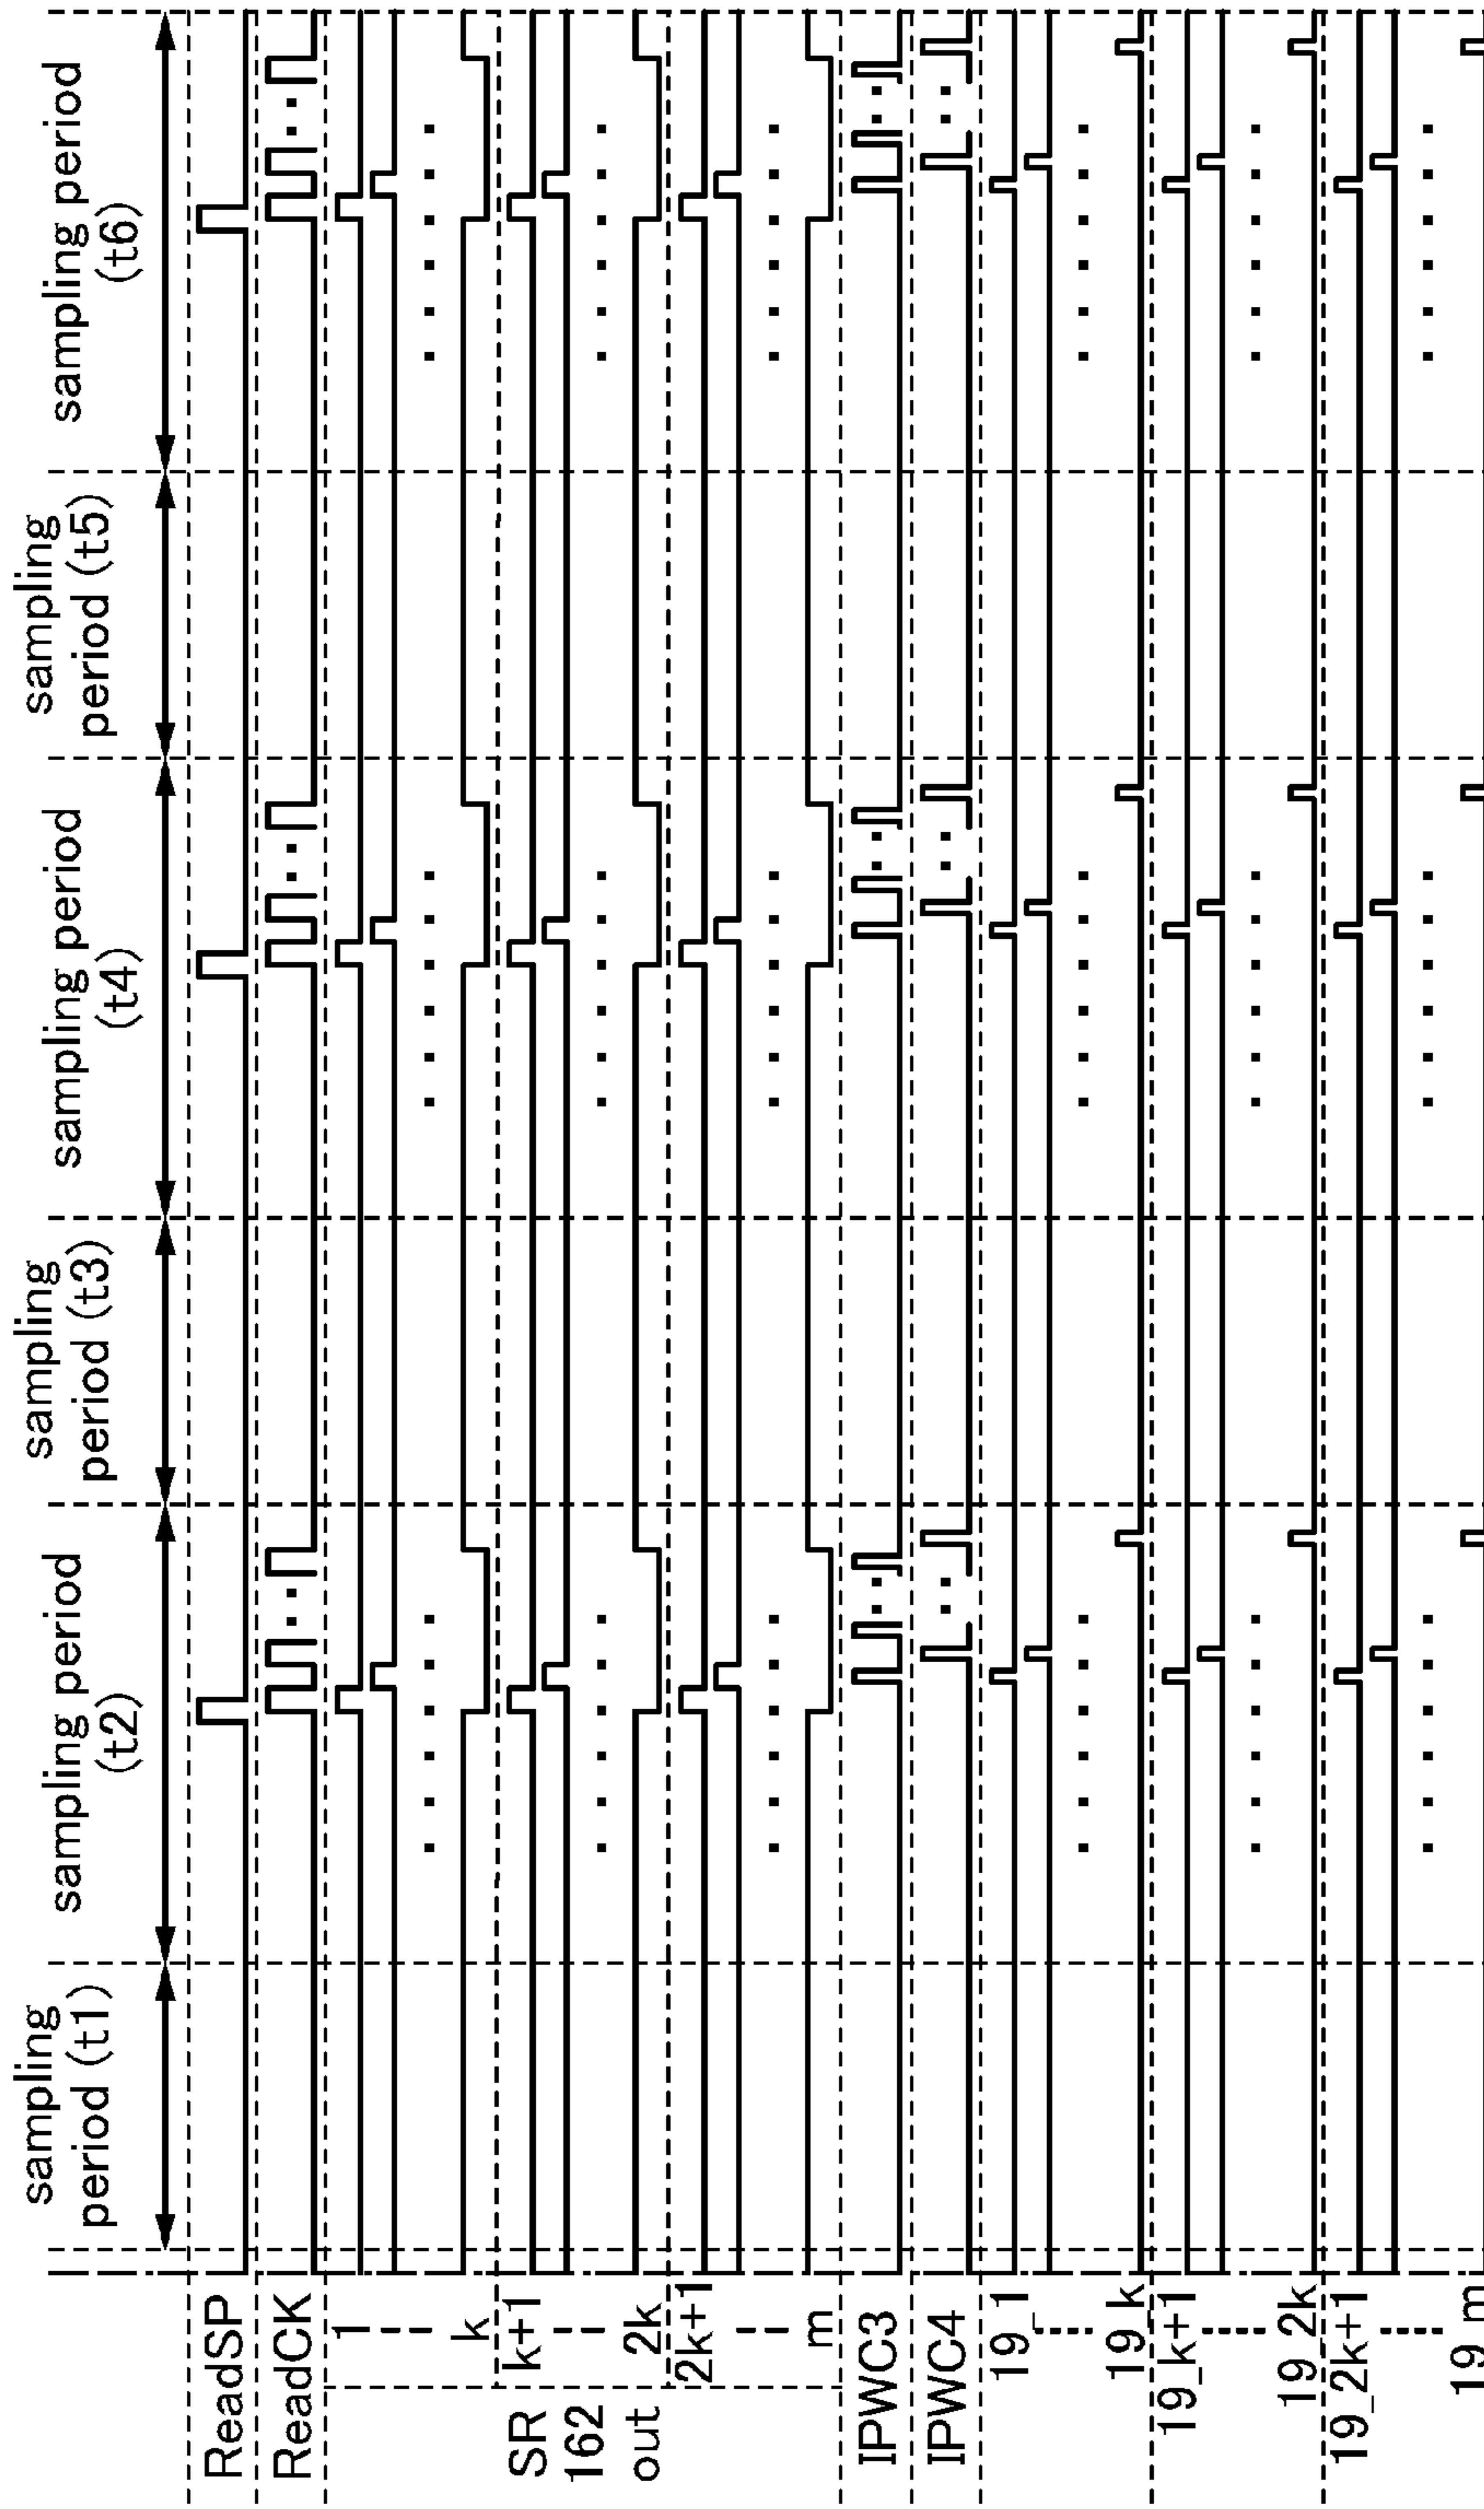 sampling
period (t1)
sampling period
(t2)
sampling
period (t3)
sampling period
(t4)
sampling
period (t5)
sampling period
(t6)
ReadSP
ReadCK
SR
162
out
1
k
k+1
2k
2k+1
m
IPWC3
IPWC4
19_1
19_k
19_k+1
19_2k
19_2k+1
19_m